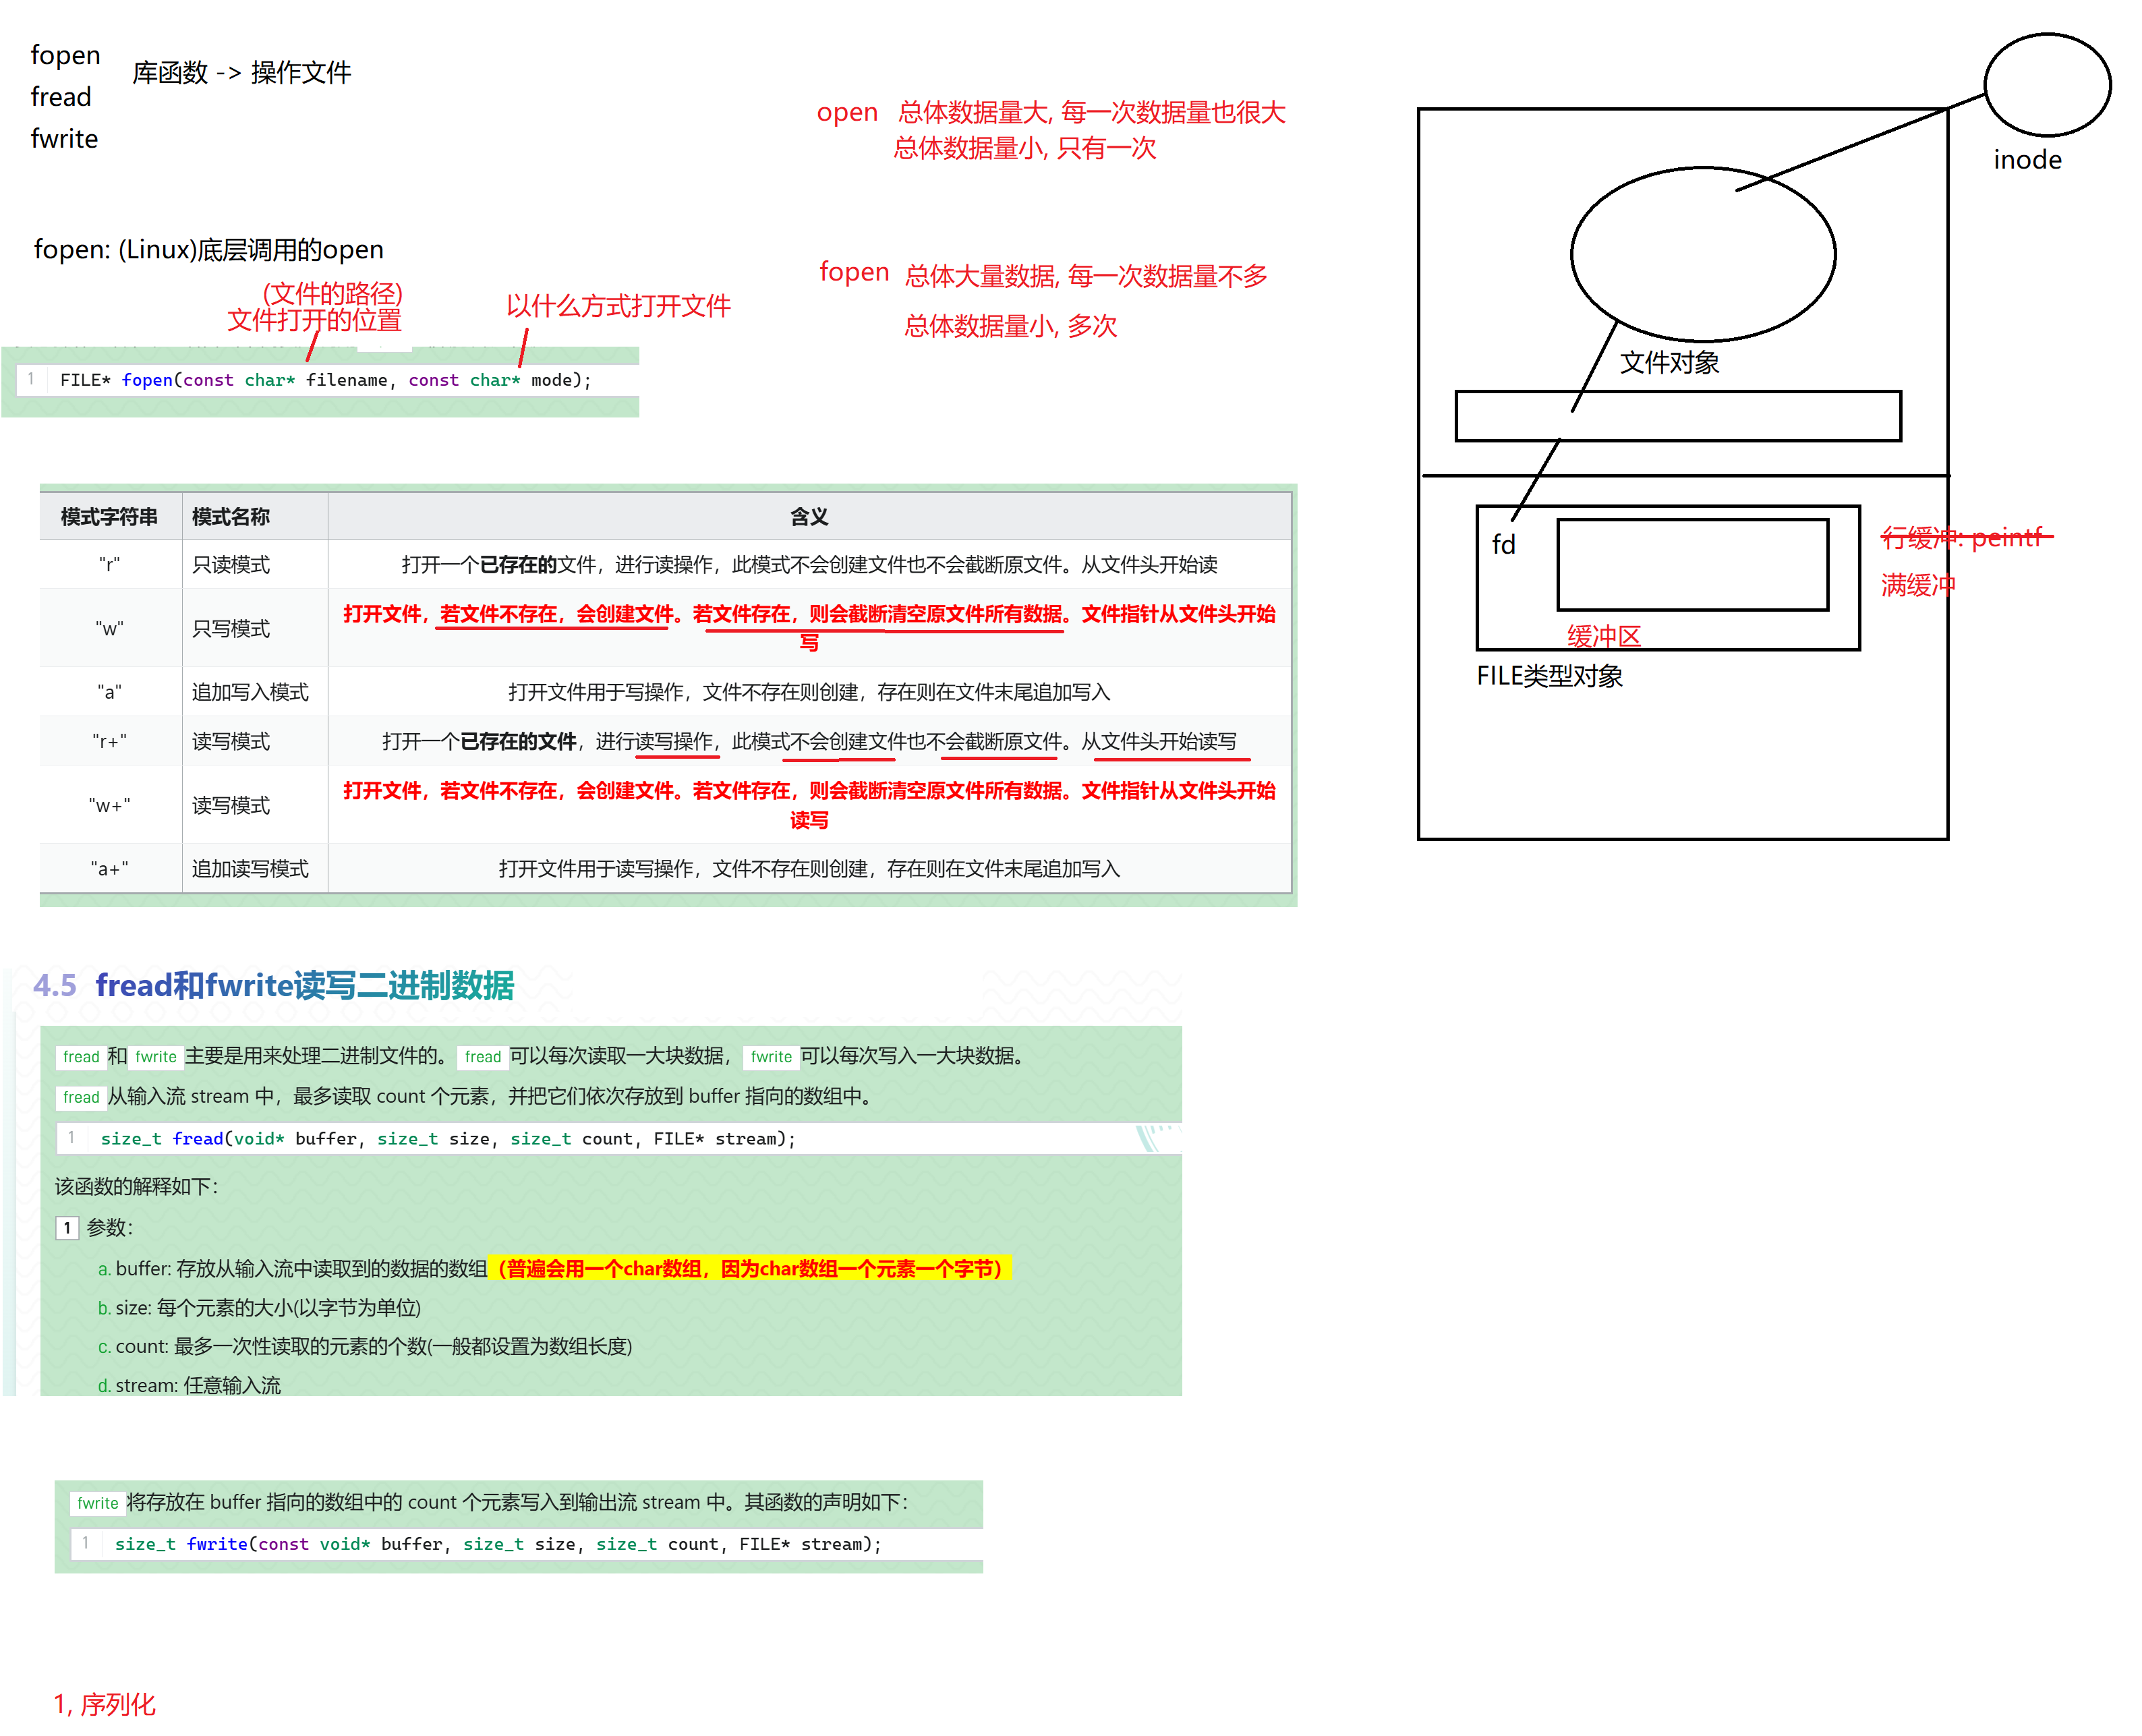 fopen
fread
fwrite
库函数 -> 操作文件
open 总体数据量大, 每一次数据量也很大
总体数据量小, 只有一次
inode
fopen: (Linux)底层调用的open
(文件的路径)
文件打开的位置
以什么方式打开文件
fopen 总体大量数据, 每一次数据量不多
总体数据量小, 多次
1 FILE* fopen(const char* filename, const char* mode);
文件对象
fd
行缓冲: peintf
满缓冲
缓冲区
FILE类型对象
模式字符串 模式名称 含义
"r" 只读模式 打开一个已存在的文件，进行读操作，此模式不会创建文件也不会截断原文件。从文件头开始读
"w" 只写模式 打开文件，若文件不存在，会创建文件。若文件存在，则会截断清空原文件所有数据。文件指针从文件头开始
写
"a" 追加写入模式 打开文件用于写操作，文件不存在则创建，存在则在文件末尾追加写入
"r+" 读写模式 打开一个已存在的文件，进行读写操作，此模式不会创建文件也不会截断原文件。从文件头开始读写
"w+" 读写模式 打开文件，若文件不存在，会创建文件。若文件存在，则会截断清空原文件所有数据。文件指针从文件头开始
读写
"a+" 追加读写模式 打开文件用于读写操作，文件不存在则创建，存在则在文件末尾追加写入
4.5 fread和fwrite读写二进制数据
fread和fwrite主要是用来处理二进制文件的。fread可以每次读取一大块数据，fwrite可以每次写入一大块数据。
fread从输入流 stream 中，最多读取 count 个元素，并把它们依次存放到 buffer 指向的数组中。
1 size_t fread(void* buffer, size_t size, size_t count, FILE* stream);
该函数的解释如下：
1 参数：
a. buffer: 存放从输入流中读取到的数据的数组（普遍会用一个char数组，因为char数组一个元素一个字节）
b. size: 每个元素的大小(以字节为单位)
c. count: 最多一次性读取的元素的个数(一般都设置为数组长度)
d. stream: 任意输入流
fwrite将存放在 buffer 指向的数组中的 count 个元素写入到输出流 stream 中。其函数的声明如下：
1 size_t fwrite(const void* buffer, size_t size, size_t count, FILE* stream);
1, 序列化